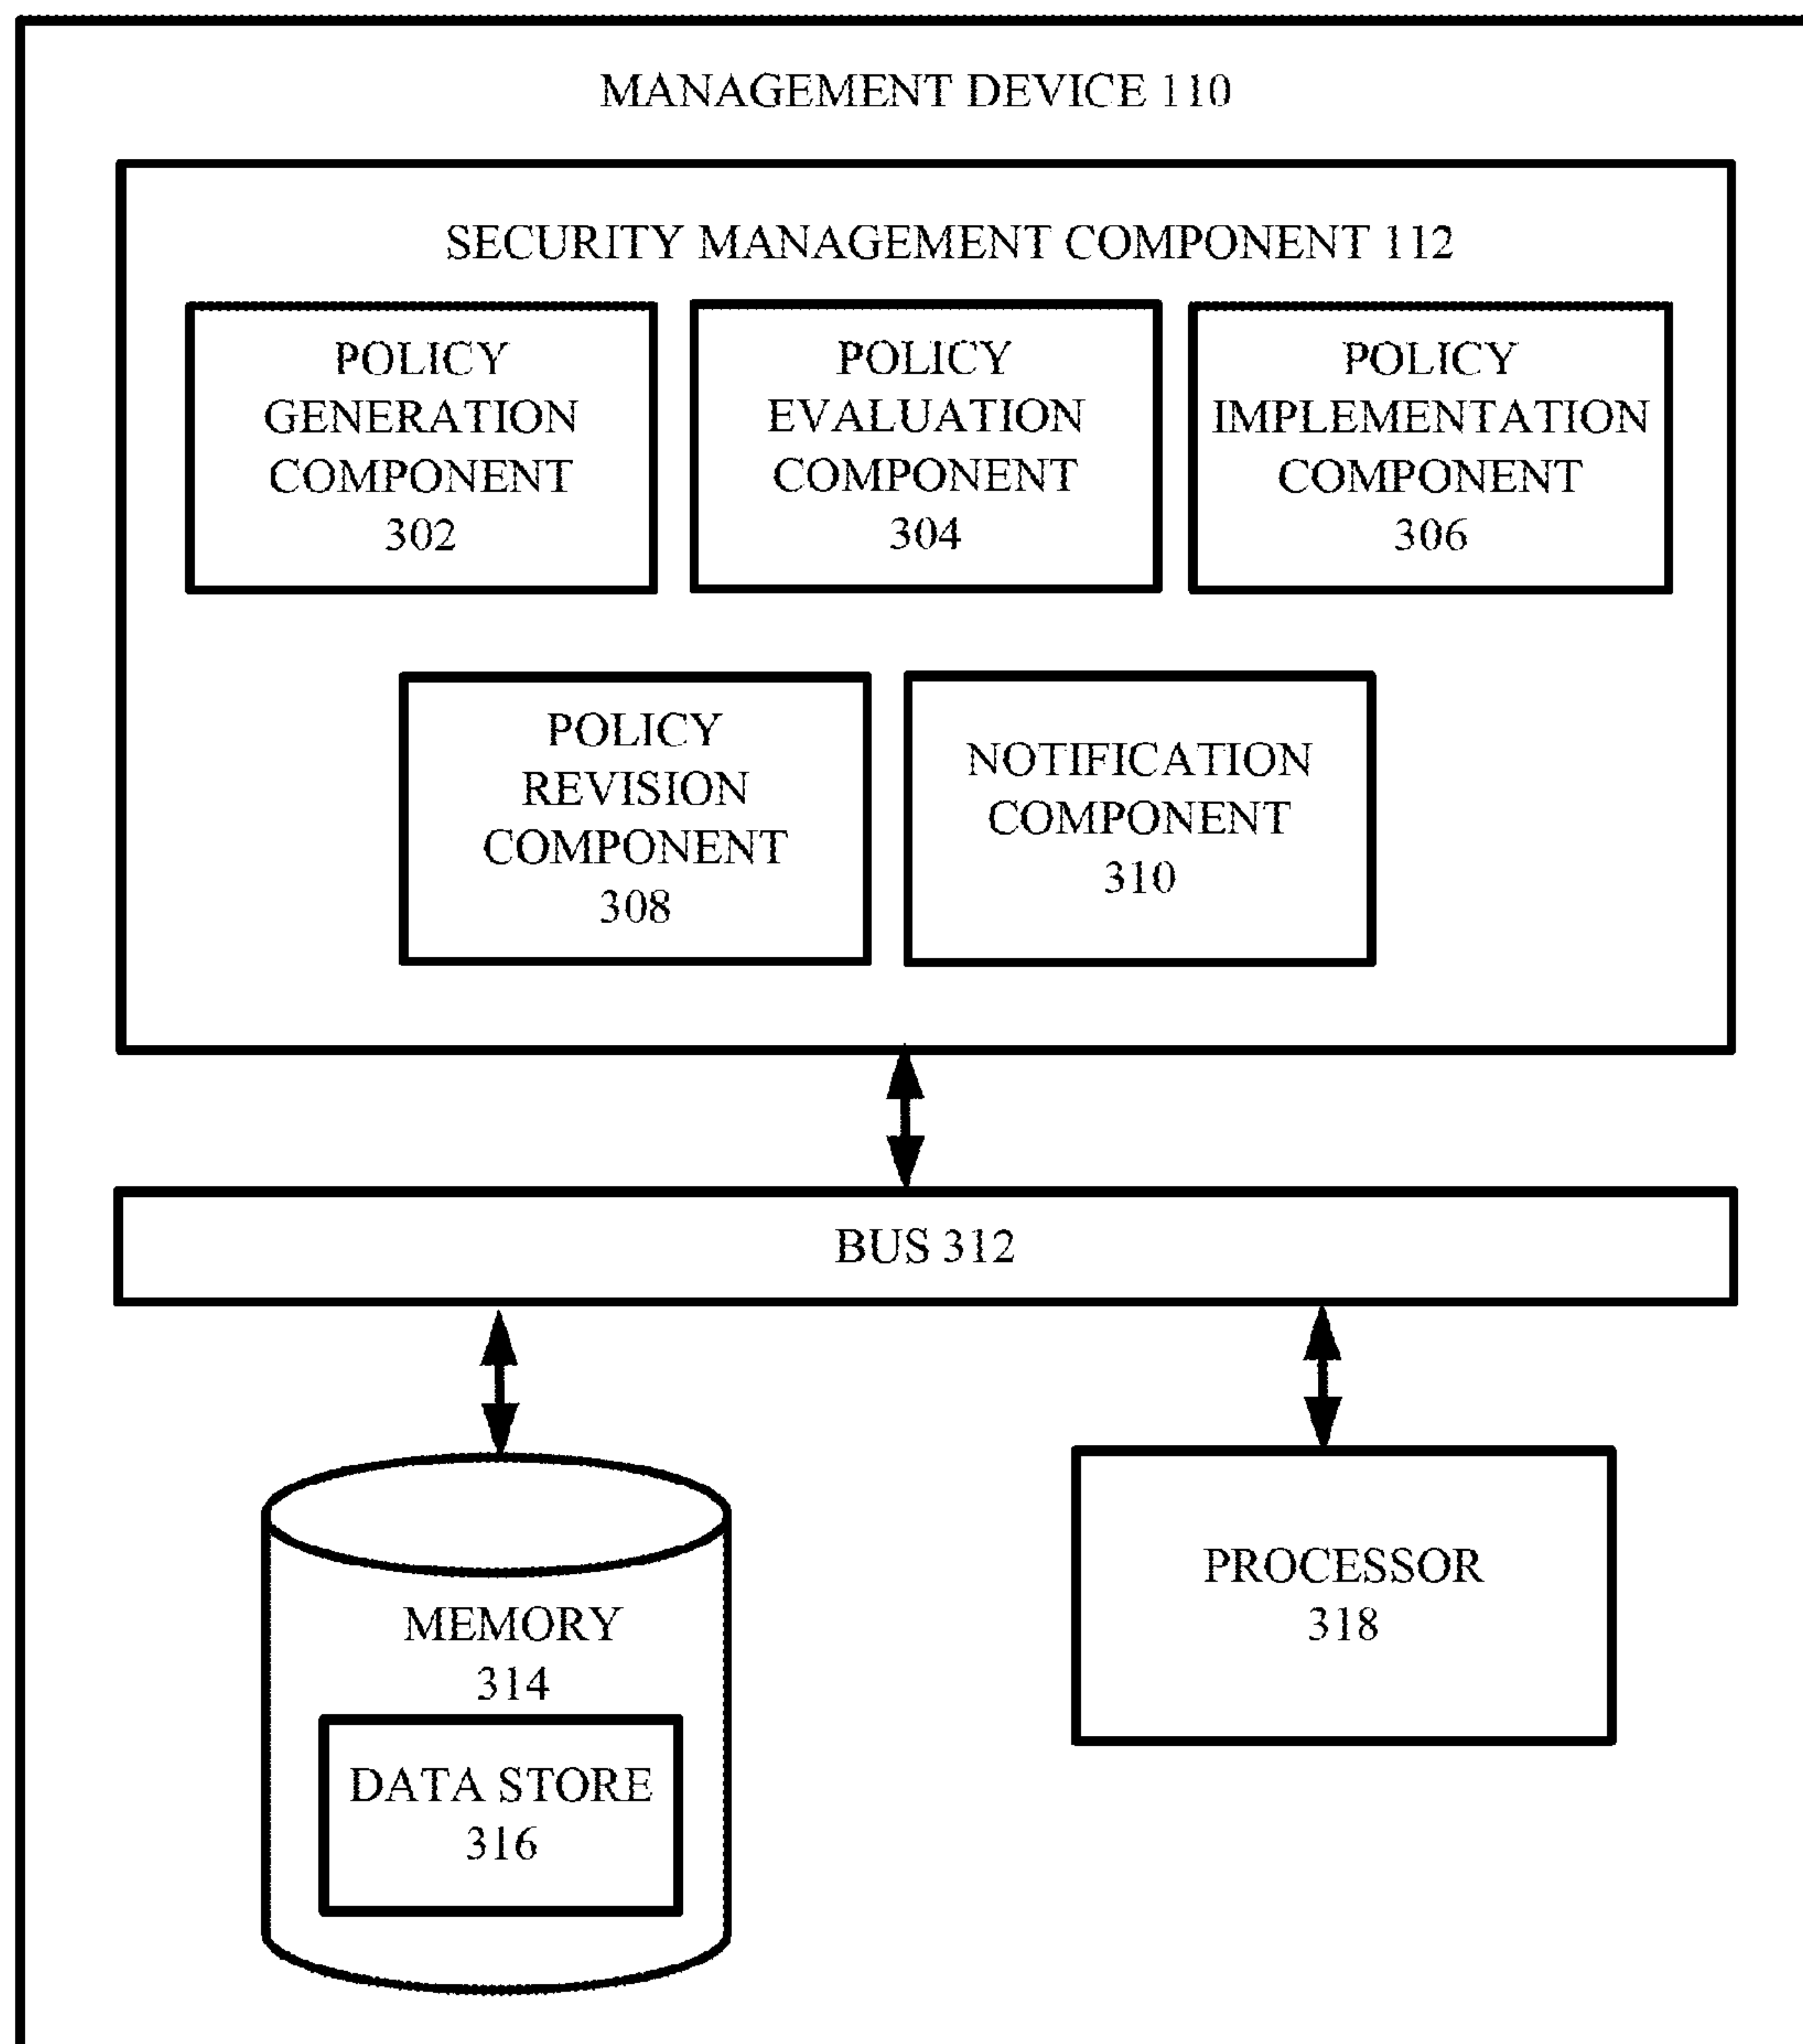 MANAGEMENT DEVICE 110
SECURITY MANAGEMENT COMPONENT 112
POLICY
GENERATION
COMPONENT
302
POLICY
EVALUATION
COMPONENT
304
POLICY
IMPLEMENTATION
COMPONENT
306
POLICY
REVISION
COMPONENT
308
NOTIFICATION
COMPONENT
310
BUS 312
MEMORY
314
DATA STORE
316
PROCESSOR
318